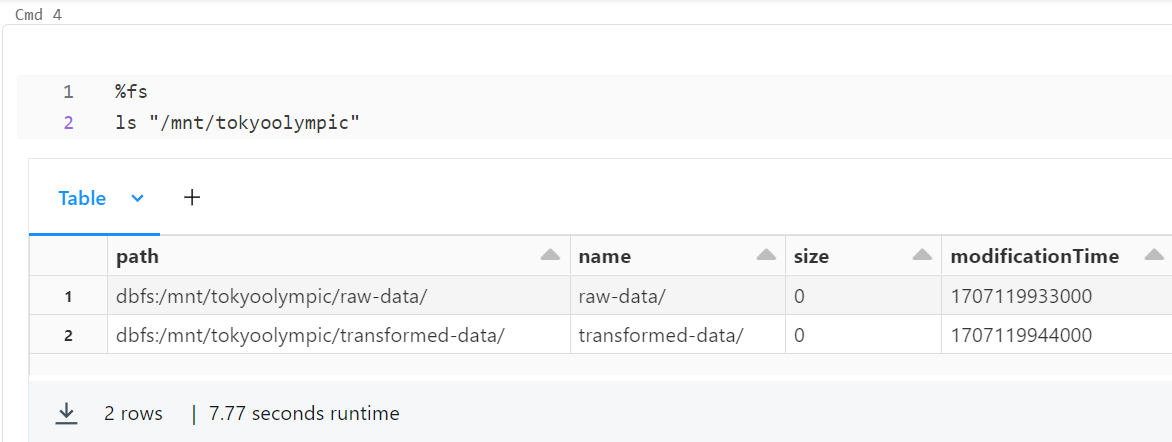 Cmd 4
1 %fs
2 ls "/mnt/tokyoolympic"
Table +
path name size modificationTime
1 dbfs:/mnt/tokyoolympic/raw-data/ raw-data/ 0 1707119933000
2 dbfs:/mnt/tokyoolympic/transformed-data/ transformed-data/ 0 1707119944000
2 rows | 7.77 seconds runtime